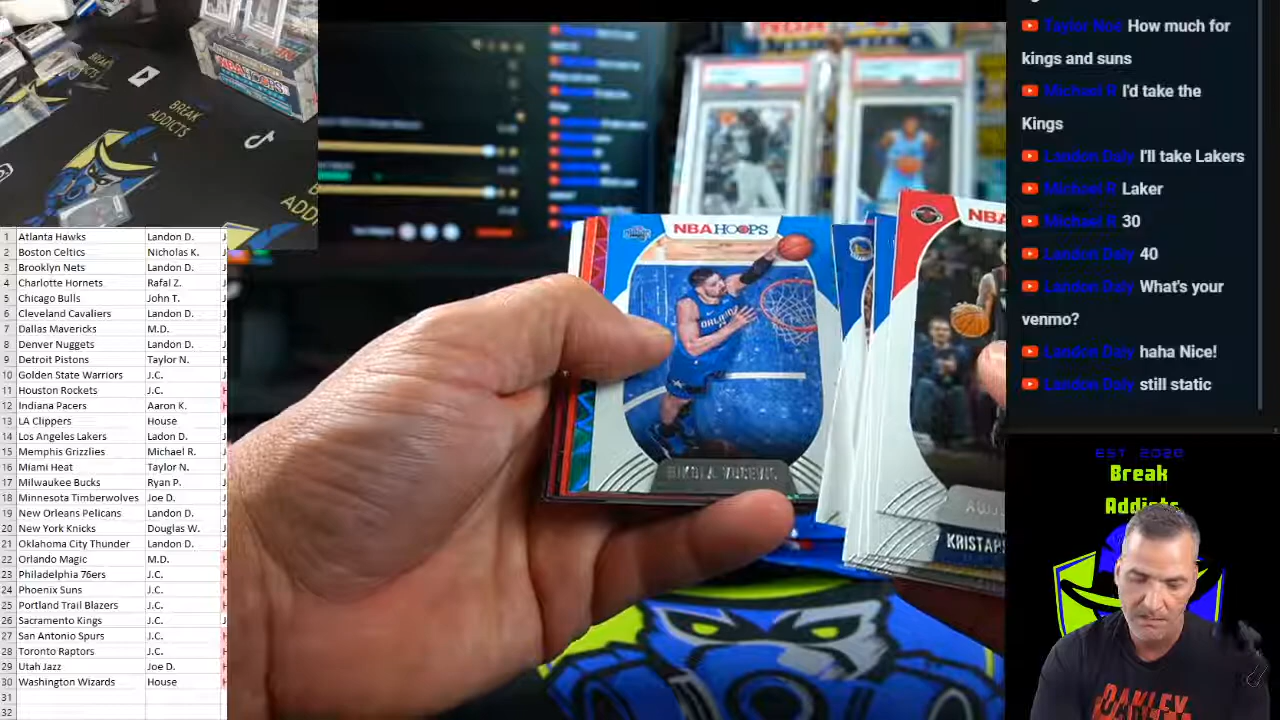 BREAK
ADDICTS
NBA HOOPS
1 Atlanta Hawks Landon D.
2 Boston Celtics Nicholas K.
3 Brooklyn Nets Landon D.
4 Charlotte Hornets Rafal Z.
5 Chicago Bulls John T.
6 Cleveland Cavaliers Landon D.
7 Dallas Mavericks M.D.
8 Denver Nuggets Landon D.
9 Detroit Pistons Taylor N.
10 Golden State Warriors J.C.
11 Houston Rockets J.C.
12 Indiana Pacers Aaron K.
13 LA Clippers House
14 Los Angeles Lakers Ladon D.
15 Memphis Grizzlies Michael R.
16 Miami Heat Taylor N.
17 Milwaukee Bucks Ryan P.
18 Minnesota Timberwolves Joe D.
19 New Orleans Pelicans Landon D.
20 New York Knicks Douglas W.
21 Oklahoma City Thunder Landon D.
22 Orlando Magic M.D.
23 Philadelphia 76ers J.C.
24 Phoenix Suns J.C.
25 Portland Trail Blazers J.C.
26 Sacramento Kings J.C.
27 San Antonio Spurs J.C.
28 Toronto Raptors J.C.
29 Utah Jazz Joe D.
30 Washington Wizards House
31
32
NBA HOOPS
ORLANDO
NIKOLA VUCEVIC
NBA
KRISTAPS
Taylor Noe How much for
kings and suns
Michael R I'd take the
Kings
Landon Daly I'll take Lakers
Michael R Laker
Michael R 30
Landon Daly 40
Landon Daly What's your
venmo?
Landon Daly haha Nice!
Landon Daly still static
EST 2020
Break
Addicts
OAKLEY